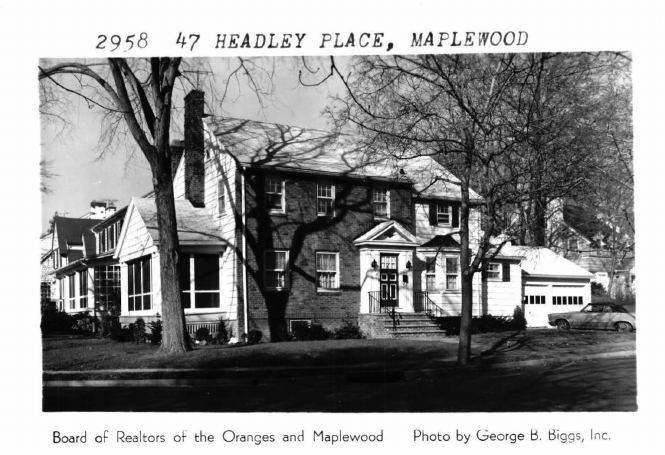 2958 47 HEADLEY PLACE, MAPLEWOOD
Board of Realtors of the Oranges and Maplewood Photo by George B. Biggs, Inc.